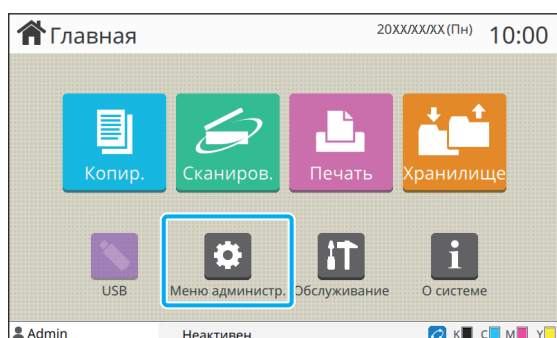 Главная
20XX/XX/XX (Пн) 10:00
Копир. Сканиров. Печать Хранилище
USB Меню администр. Обслуживание О системе
Admin Неактивен K C M Y